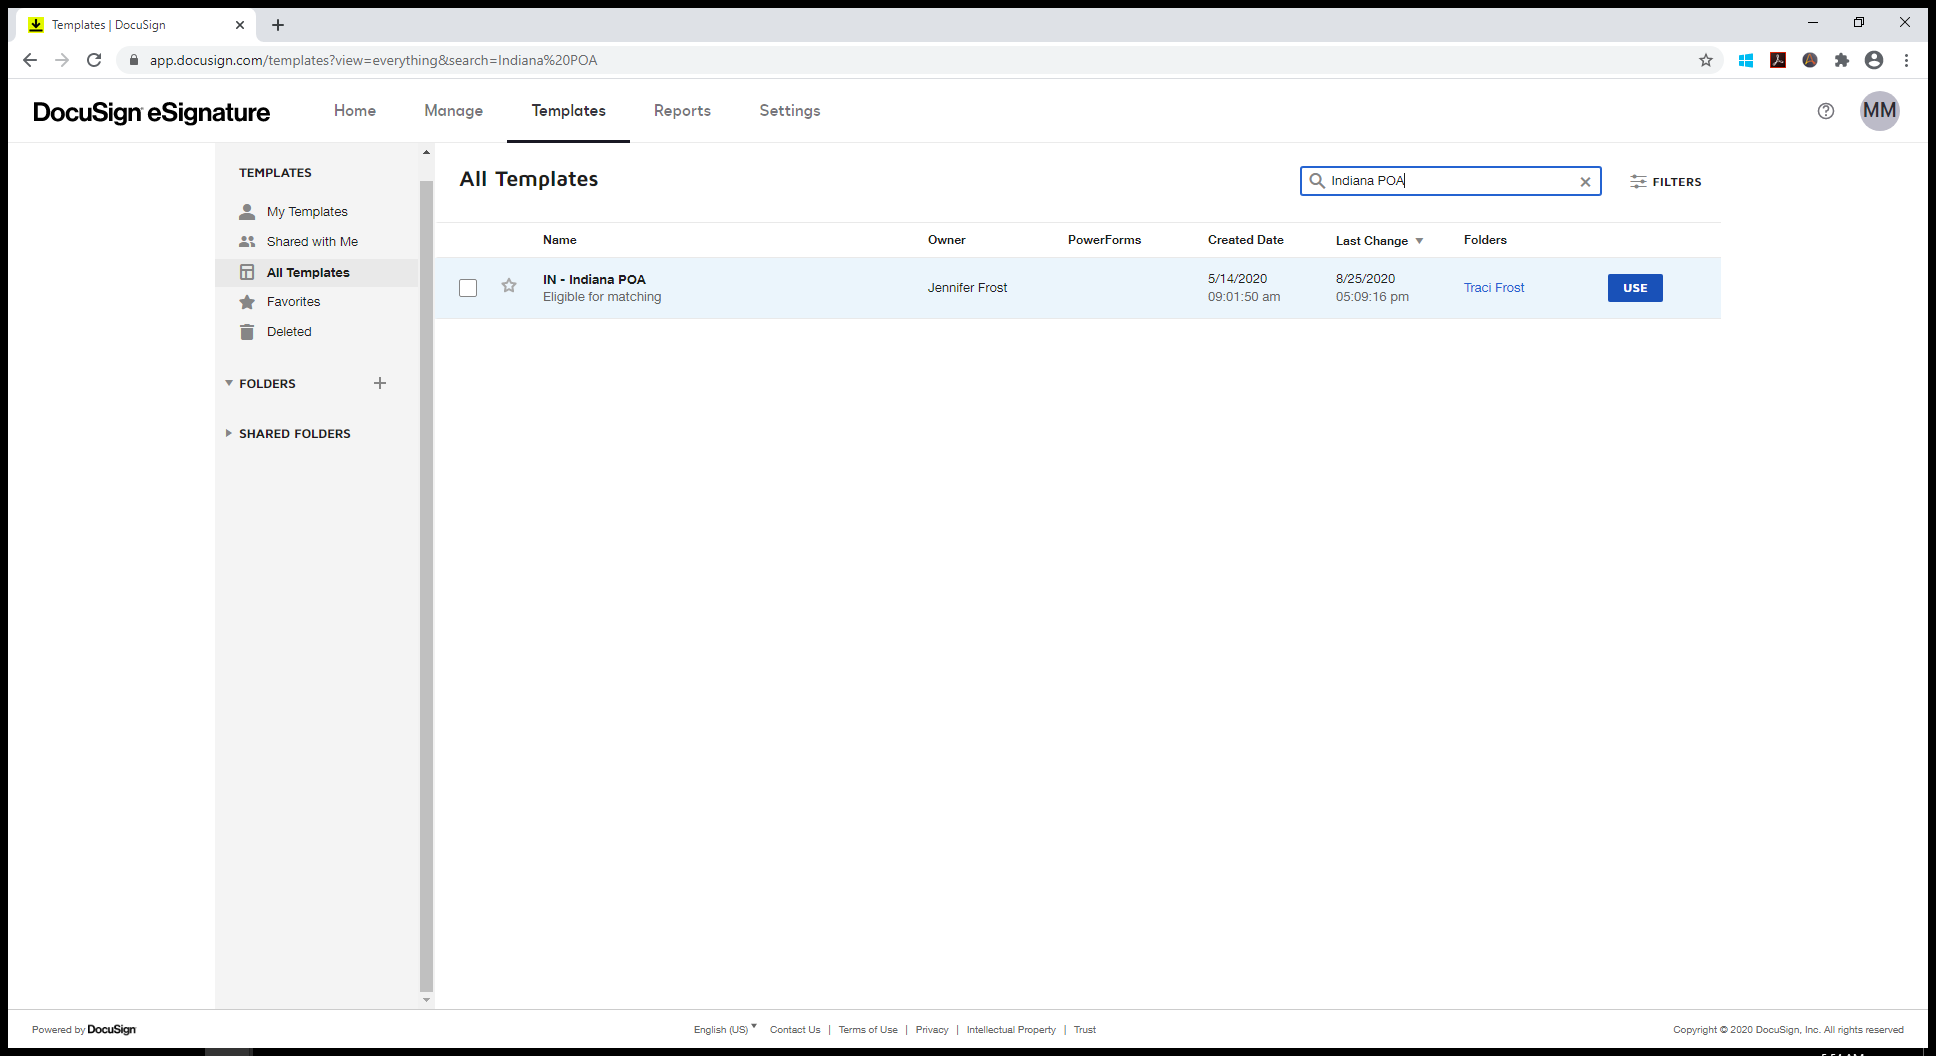 Templates | DocuSign
app.docusign.com/templates?view=everything&search=Indiana%20POA
DocuSign eSignature Home Manage Templates Reports Settings MM
TEMPLATES
My Templates
Shared with Me
All Templates
Favorites
Deleted
FOLDERS
SHARED FOLDERS
All Templates Indiana POA FILTERS
Name Owner PowerForms Created Date Last Change Folders
IN - Indiana POA Jennifer Frost 5/14/2020 8/25/2020 Traci Frost USE
Eligible for matching 09:01:50 am 05:09:16 pm
Powered by DocuSign English (US) Contact Us | Terms of Use | Privacy | Intellectual Property | Trust Copyright © 2020 DocuSign, Inc. All rights reserved